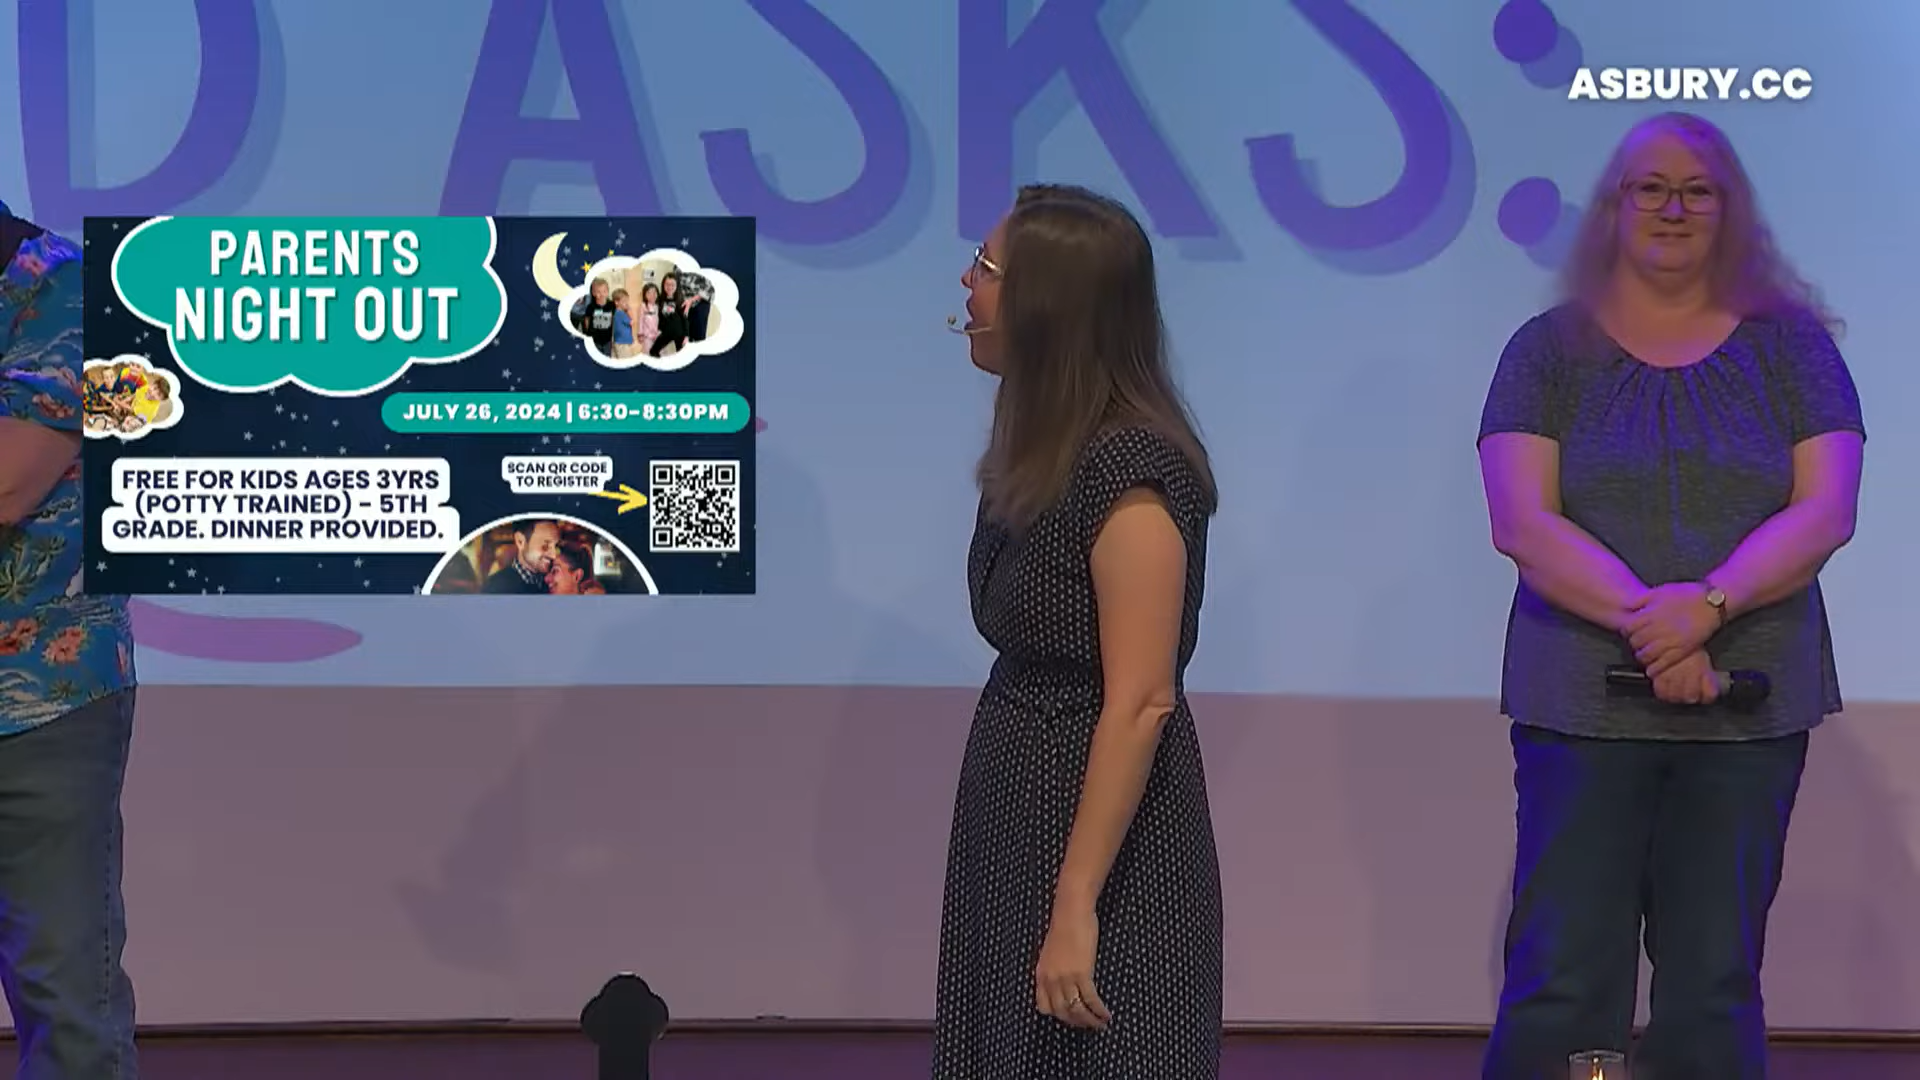 D ASKS:
ASBURY.CC
PARENTS
NIGHT OUT
JULY 26, 2024 | 6:30-8:30PM
FREE FOR KIDS AGES 3YRS
(POTTY TRAINED) - 5TH
GRADE. DINNER PROVIDED.
SCAN QR CODE
TO REGISTER